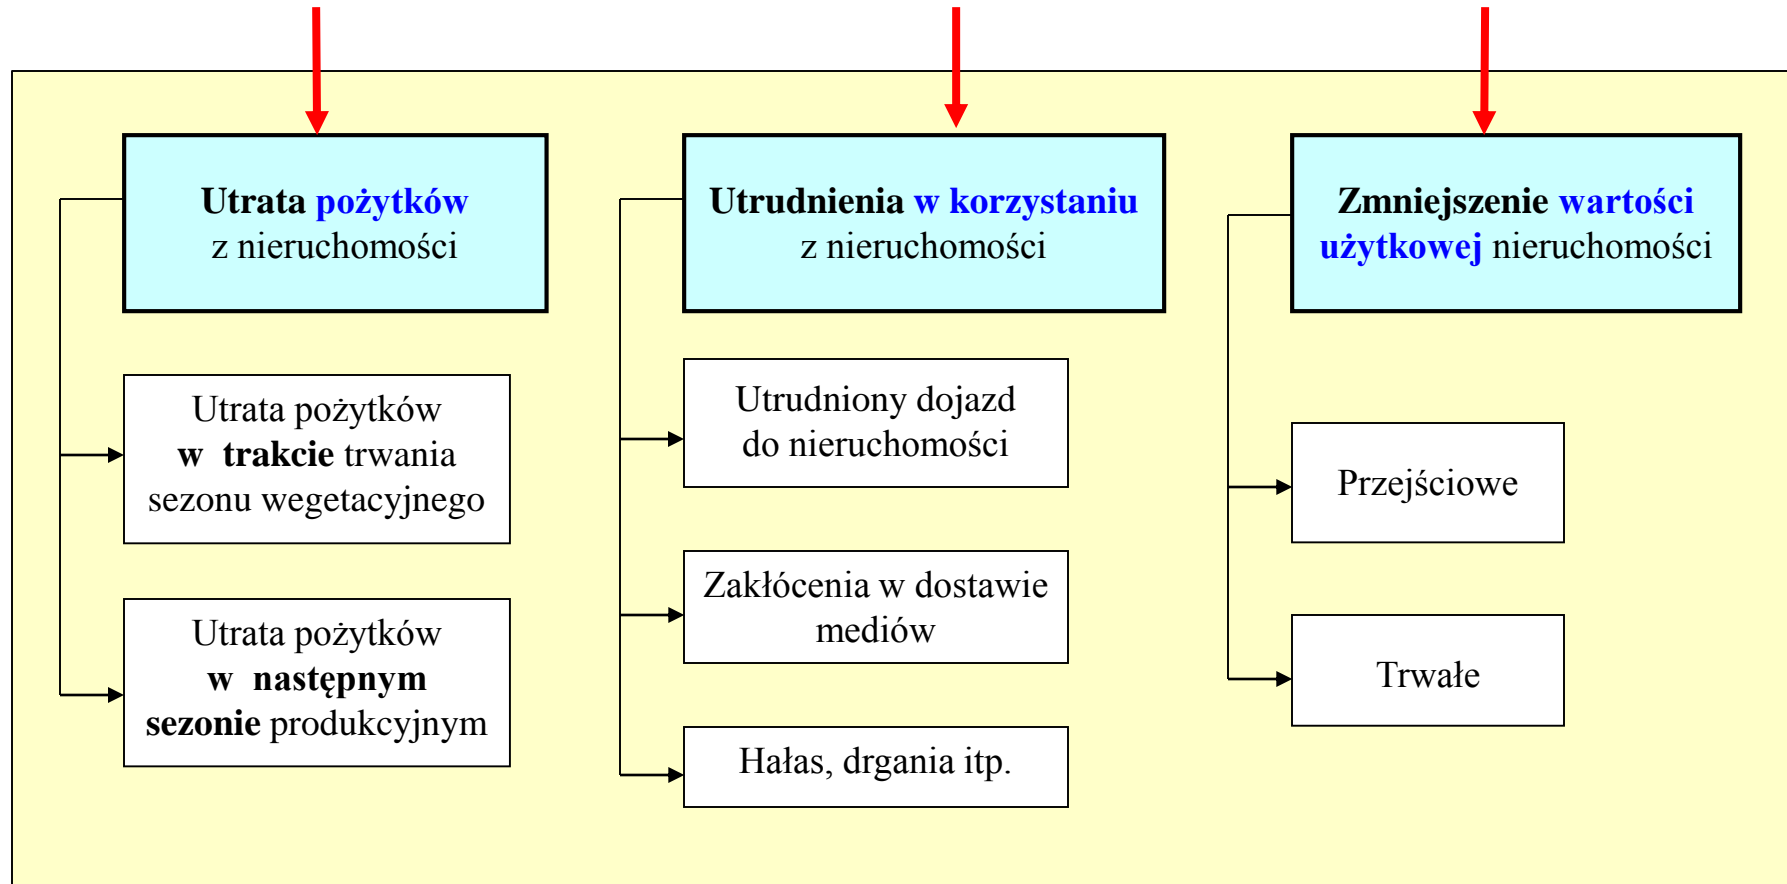 Utrata pożytków
z nieruchomości
Utrata pożytków
w trakcie trwania
sezonu wegetacyjnego
Utrata pożytków
w następnym
sezonie produkcyjnym
Utrudnienia w korzystaniu
z nieruchomości
Utrudniony dojazd
do nieruchomości
Zakłócenia w dostawie
mediów
Hałas, drgania itp.
Zmniejszenie wartości
użytkowej nieruchomości
Przejściowe
Trwałe